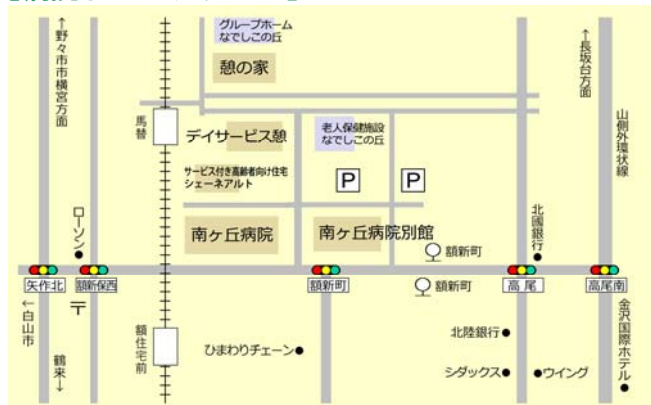 ↑野々市市横宮方面
馬替
グループホーム
なでしこの丘
憩の家
デイサービス憩
老人保健施設
なでしこの丘
サービス付き高齢者向け住宅
シェーネアルト
P
P
↑長坂台方面
山側外環状線
ローソン
南ヶ丘病院
南ヶ丘病院別館
額新町
北國銀行
矢作北
額新保西
額新町
額新町
高尾
高尾南
←白山市
〒
鶴来→
額住宅前
ひまわりチェーン
北陸銀行
シダックス
ウイング
金沢国際ホテル